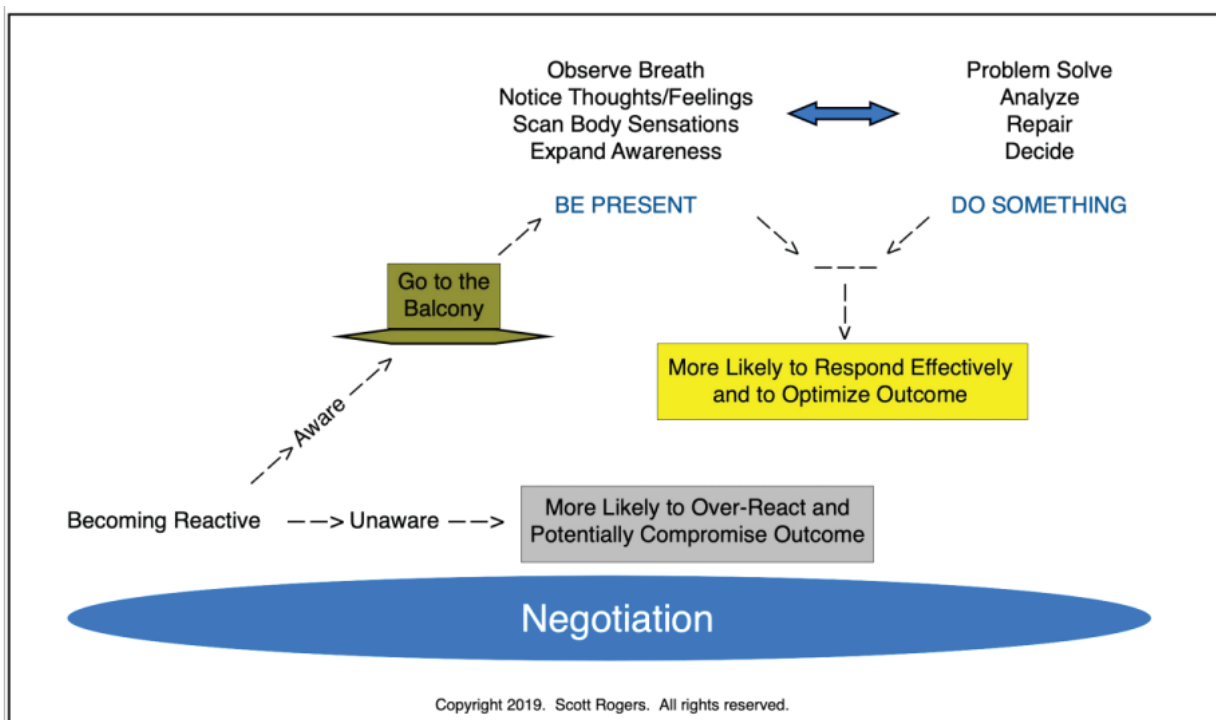 Observe Breath
Notice Thoughts/Feelings
Scan Body Sensations
Expand Awareness
BE PRESENT
Problem Solve
Analyze
Repair
Decide
DO SOMETHING
Go to the
Balcony
More Likely to Respond Effectively
and to Optimize Outcome
Aware
Becoming Reactive
Unaware
More Likely to Over-React and
Potentially Compromise Outcome
Negotiation
Copyright 2019. Scott Rogers. All rights reserved.